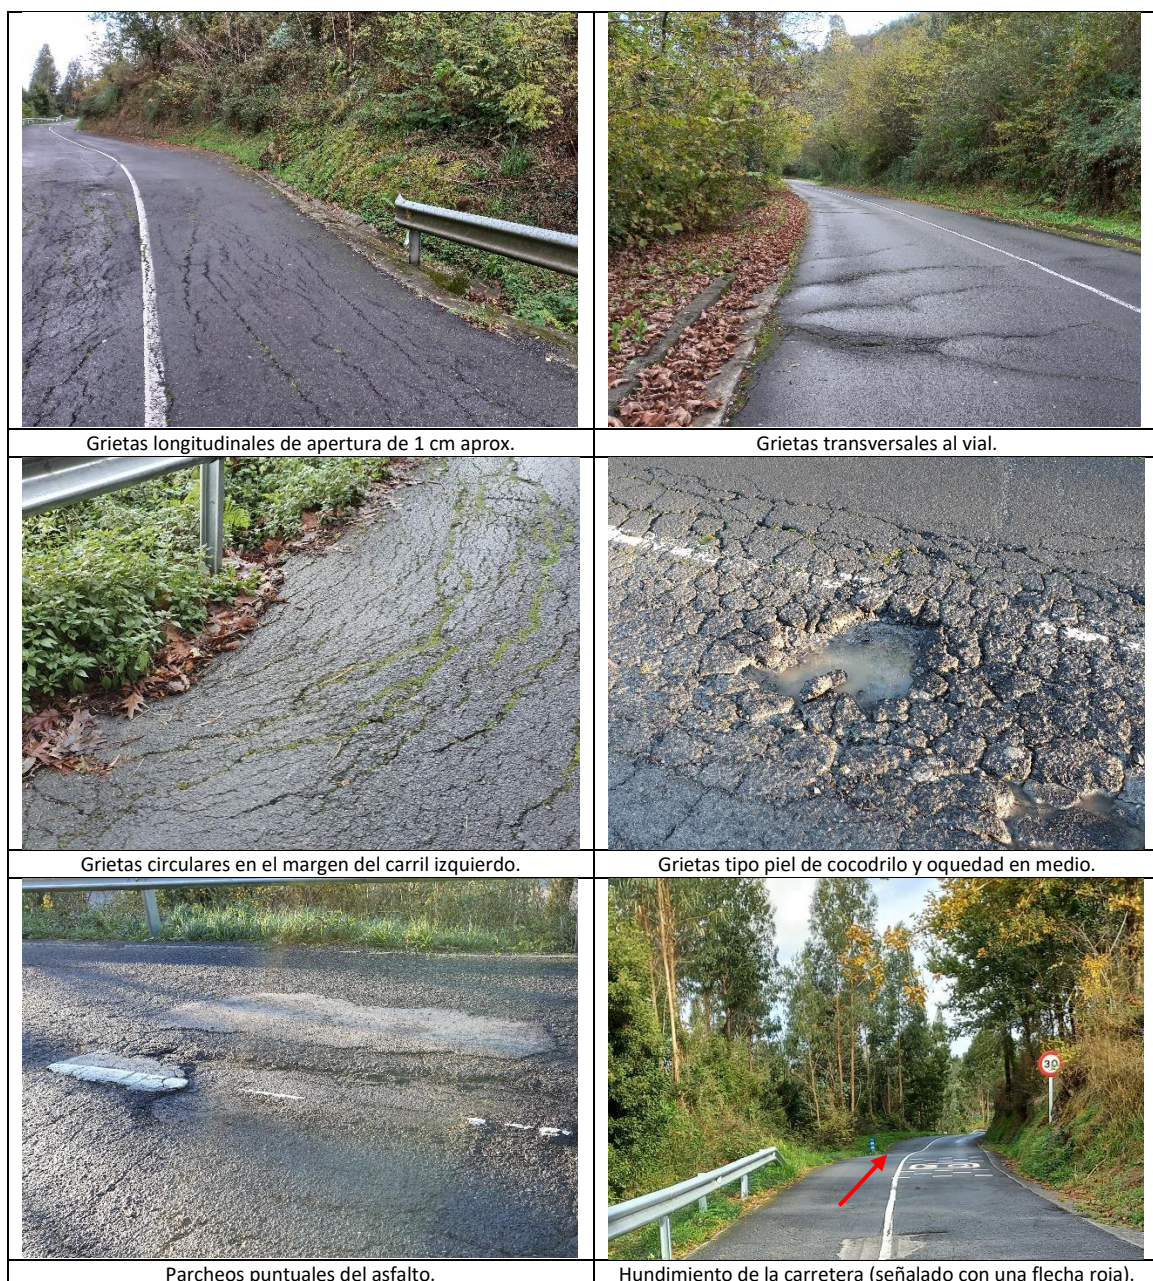 Grietas longitudinales de apertura de 1 cm aprox.
Grietas transversales al vial.
Grietas circulares en el margen del carril izquierdo.
Grietas tipo piel de cocodrilo y oquedad en medio.
30
Parcheos puntuales del asfalto.
Hundimiento de la carretera (señalado con una flecha roja).